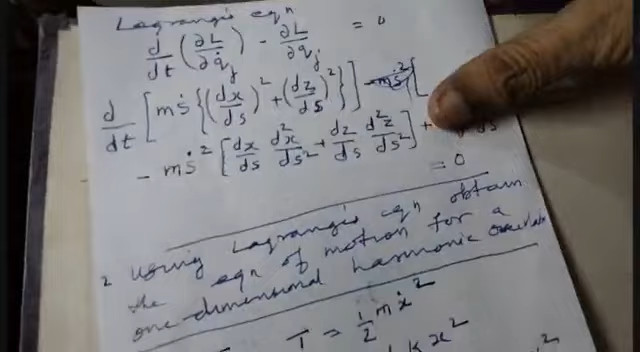 Lagrange's eqn
d/dt (∂L/∂q̇j) - ∂L/∂qj = 0
d/dt [mṡ {(dx/ds)² + (dz/ds)²}] - mṡ² [
- mṡ² [dx/ds d²x/ds² + dz/ds d²z/ds²] +
= 0
2 Using Lagrange's eqn obtain
the eqn of motion for a
one-dimensional harmonic
T = 1/2 mẋ²
kx²